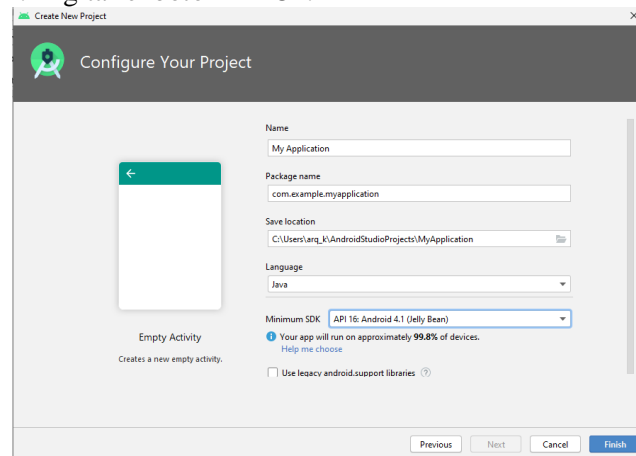 Create New Project
Configure Your Project
Name
My Application
Package name
com.example.myapplication
Save location
C:\Users\arq_k\AndroidStudioProjects\MyApplication
Language
Java
Minimum SDK API 16: Android 4.1 (Jelly Bean)
Your app will run on approximately 99.8% of devices.
Help me choose
Use legacy android.support libraries ?
Empty Activity
Creates a new empty activity.
Previous Next Cancel Finish